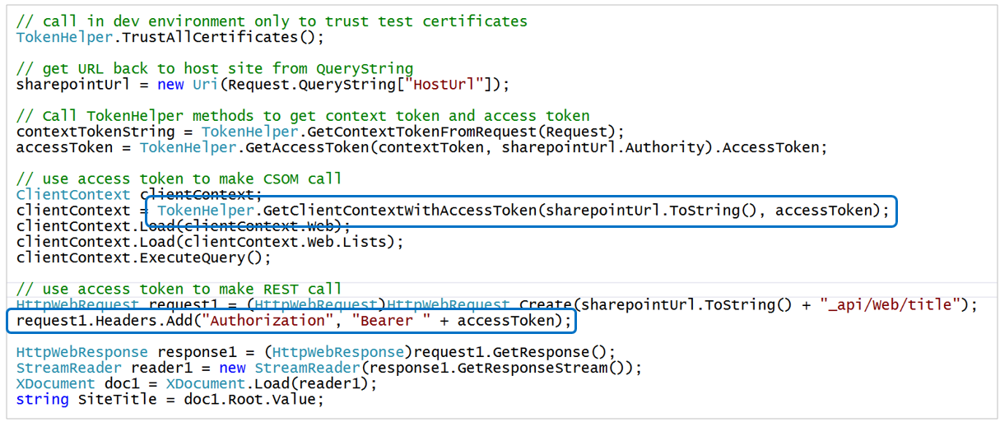 // call in dev environment only to trust test certificates
TokenHelper.TrustAllCertificates();
// get URL back to host site from QueryString
sharepointUrl = new Uri(Request.QueryString["HostUrl"]);
// Call TokenHelper methods to get context token and access token
contextTokenString = TokenHelper.GetContextTokenFromRequest(Request);
accessToken = TokenHelper.GetAccessToken(contextToken, sharepointUrl.Authority).AccessToken;
// use access token to make CSOM call
ClientContext clientContext;
clientContext = TokenHelper.GetClientContextWithAccessToken(sharepointUrl.ToString(), accessToken);
clientContext.Load(clientContext.Web);
clientContext.Load(clientContext.Web.Lists);
clientContext.ExecuteQuery();
// use access token to make REST call
HttpWebRequest request1 = (HttpWebRequest)HttpWebRequest.Create(sharepointUrl.ToString() + "_api/Web/title");
request1.Headers.Add("Authorization", "Bearer " + accessToken);
HttpWebResponse response1 = (HttpWebResponse)request1.GetResponse();
StreamReader reader1 = new StreamReader(response1.GetResponseStream());
XDocument doc1 = XDocument.Load(reader1);
string SiteTitle = doc1.Root.Value;